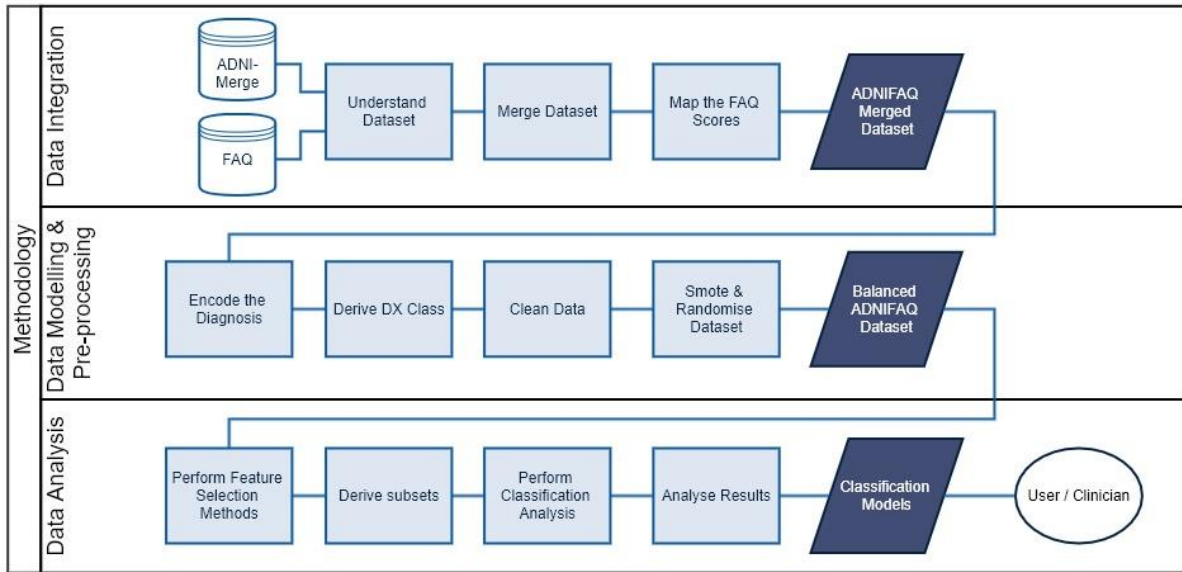 Methodology
Data Integration
ADNI-
Merge
FAQ
Understand
Dataset
Merge Dataset
Map the FAQ
Scores
ADNIFAQ
Merged
Dataset
Data Modelling &
Pre-processing
Encode the
Diagnosis
Derive DX Class
Clean Data
Smote &
Randomise
Dataset
Balanced
ADNIFAQ
Dataset
Data Analysis
Perform Feature
Selection
Methods
Derive subsets
Perform
Classification
Analysis
Analyse Results
Classification
Models
User / Clinician